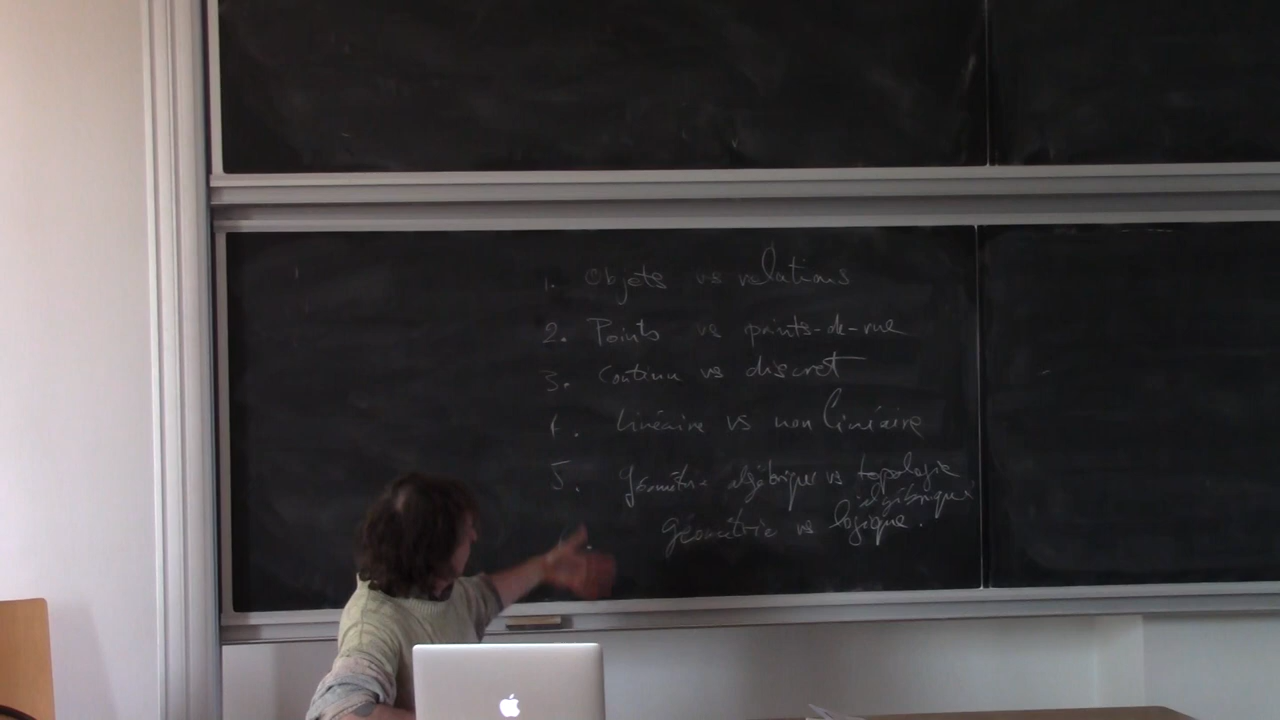 1. Objets vs relations
2. Points vs points-de-vue
3. Continu vs discret
4. Linéaire vs non linéaire
5. Géométrie algébrique vs topologie
algébrique
Géométrie vs logique.